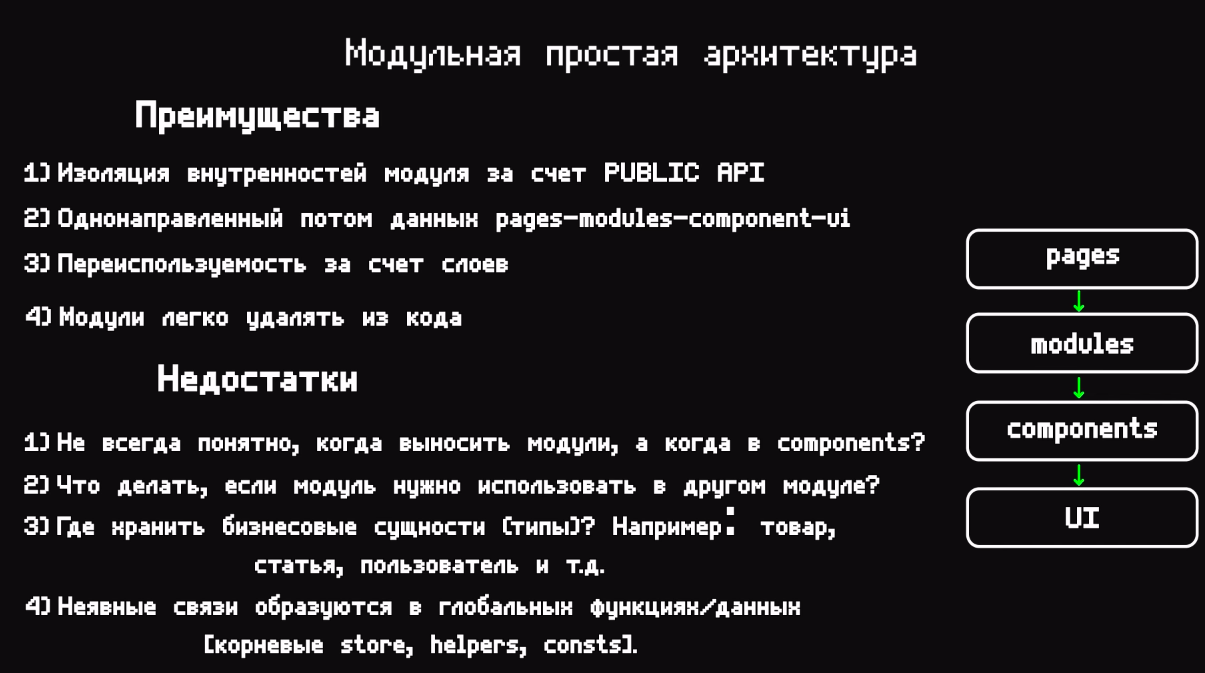 Модульная простая архитектура
Преимущества
1) Изоляция внутренностей модуля за счет PUBLIC API
2) Однонаправленный потом данных pages-modules-component-ui
3) Переиспользуемость за счет слоев
4) Модули легко удалять из кода
Недостатки
1) Не всегда понятно, когда выносить модули, а когда в components?
2) Что делать, если модуль нужно использовать в другом модуле?
3) Где хранить бизнесовые сущности (типы)? Например: товар,
статья, пользователь и т.д.
4) Неявные связи образуются в глобальных функциях/данных
[корневые store, helpers, consts].
pages
modules
components
UI